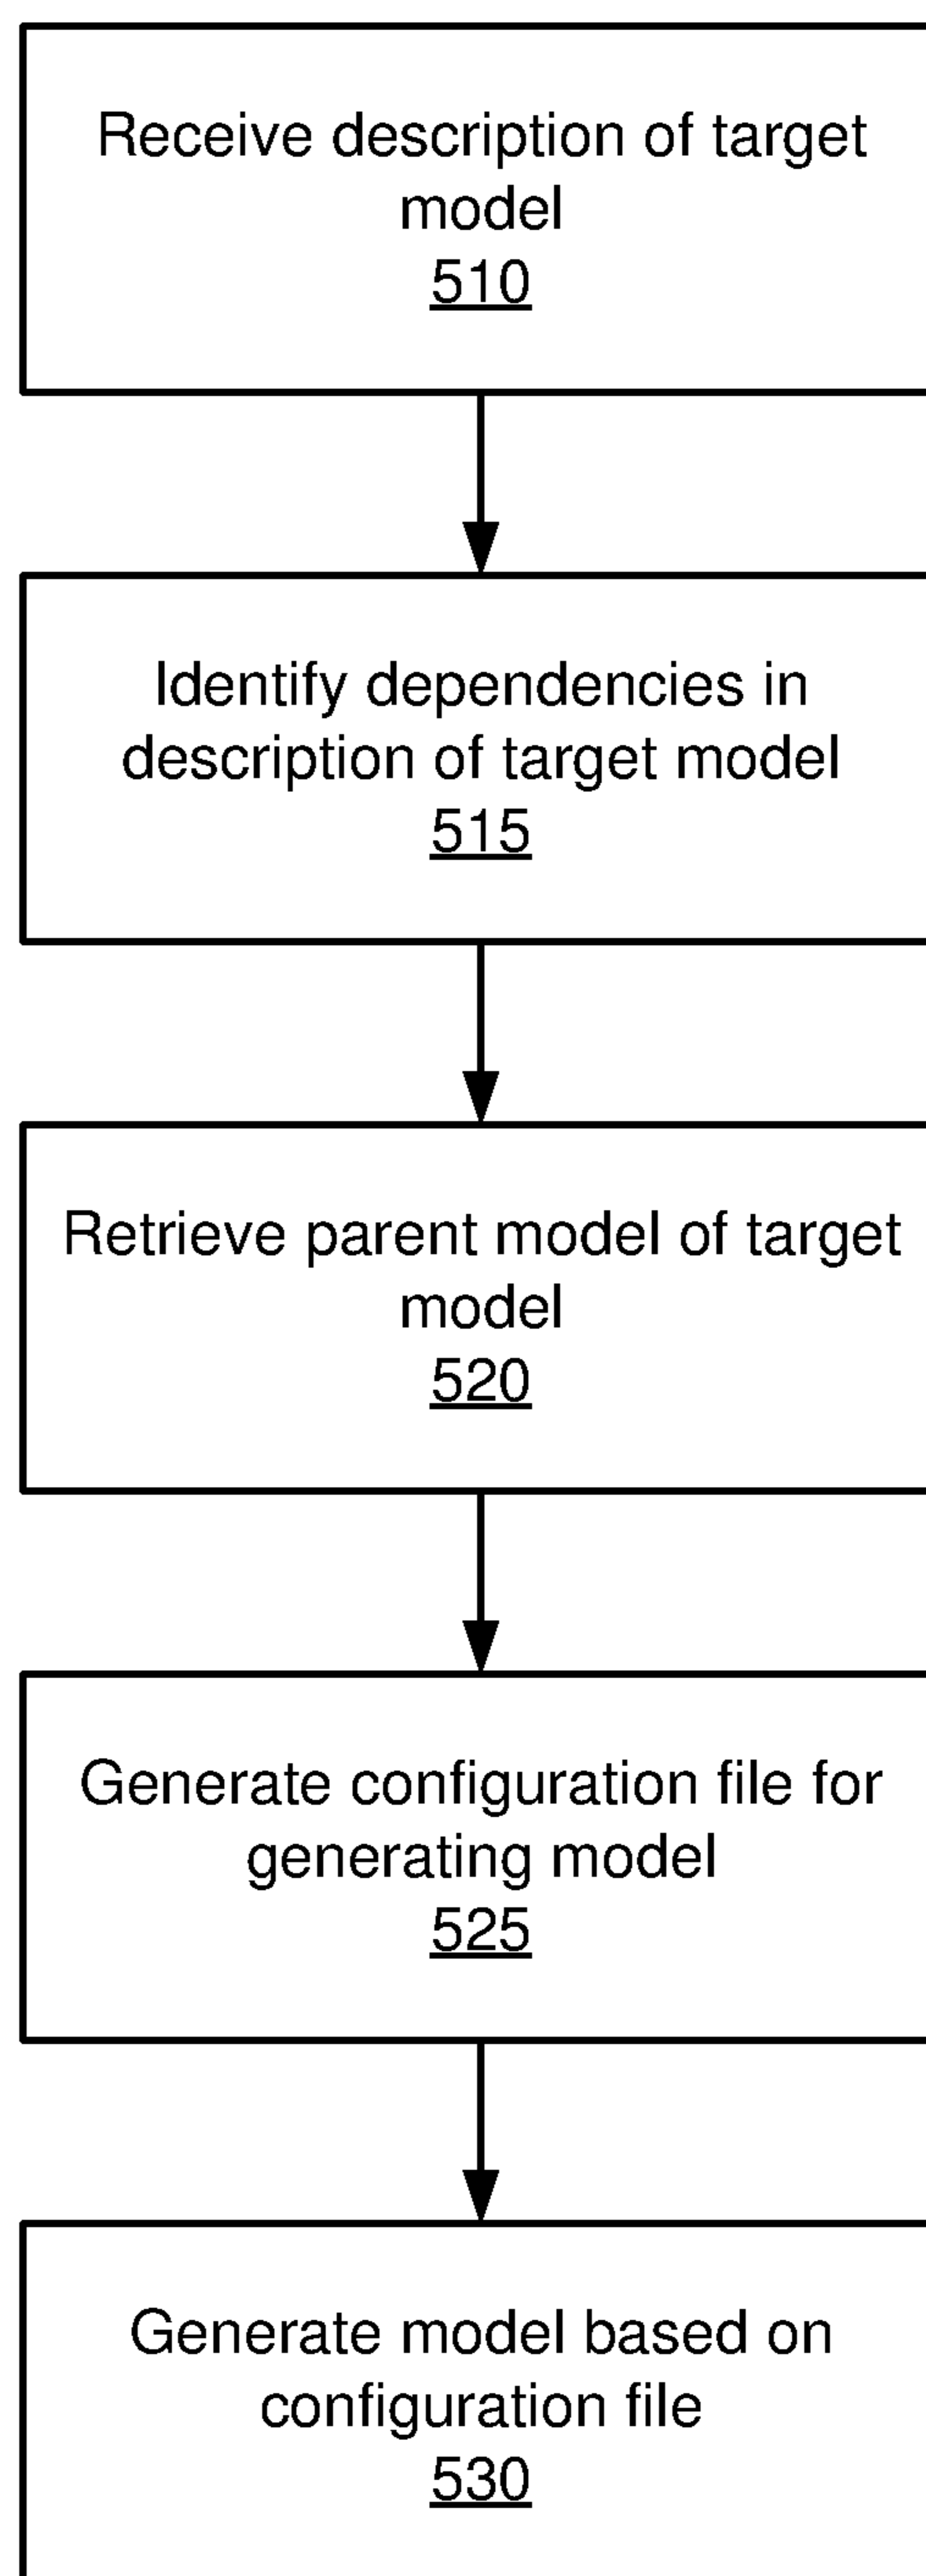 Receive description of target
model
510
Identify dependencies in
description of target model
515
Retrieve parent model of target
model
520
Generate configuration file for
generating model
525
Generate model based on
configuration file
530